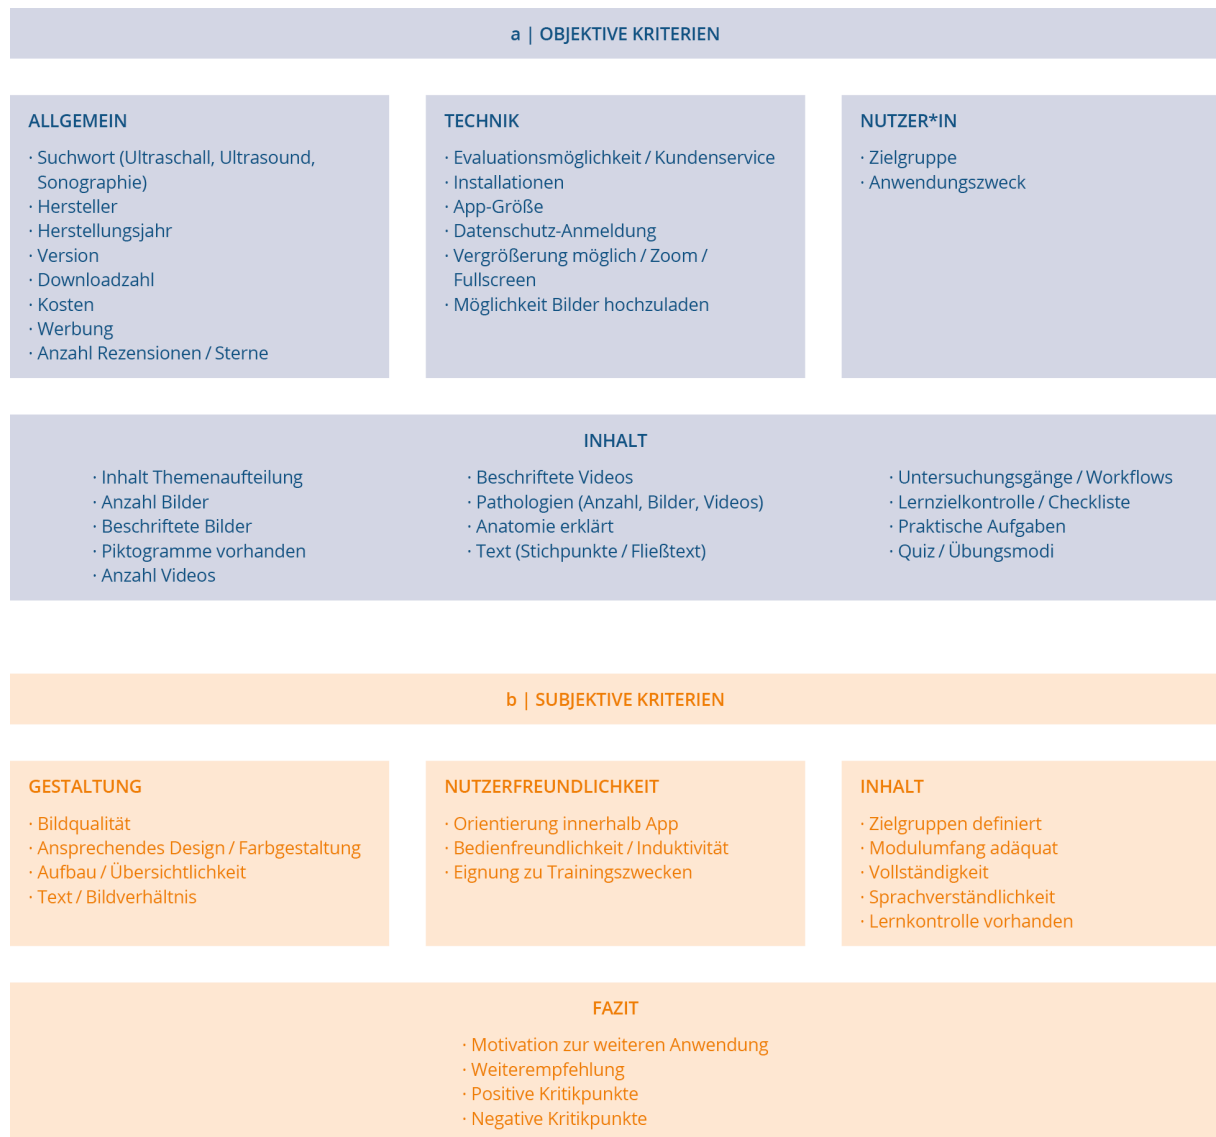 a | OBJEKTIVE KRITERIEN
ALLGEMEIN
· Suchwort (Ultraschall, Ultrasound,
Sonographie)
· Hersteller
· Herstellungsjahr
· Version
· Downloadzahl
· Kosten
· Werbung
· Anzahl Rezensionen / Sterne
TECHNIK
· Evaluationsmöglichkeit / Kundenservice
· Installationen
· App-Größe
· Datenschutz-Anmeldung
· Vergrößerung möglich / Zoom /
Fullscreen
· Möglichkeit Bilder hochzuladen
NUTZER*IN
· Zielgruppe
· Anwendungszweck
INHALT
· Inhalt Themenaufteilung
· Anzahl Bilder
· Beschriftete Bilder
· Piktogramme vorhanden
· Anzahl Videos
· Beschriftete Videos
· Pathologien (Anzahl, Bilder, Videos)
· Anatomie erklärt
· Text (Stichpunkte / Fließtext)
· Untersuchungsgänge / Workflows
· Lernzielkontrolle / Checkliste
· Praktische Aufgaben
· Quiz / Übungsmodi
b | SUBJEKTIVE KRITERIEN
GESTALTUNG
· Bildqualität
· Ansprechendes Design / Farbgestaltung
· Aufbau / Übersichtlichkeit
· Text / Bildverhältnis
NUTZERFREUNDLICHKEIT
· Orientierung innerhalb App
· Bedienfreundlichkeit / Induktivität
· Eignung zu Trainingszwecken
INHALT
· Zielgruppen definiert
· Modulumfang adäquat
· Vollständigkeit
· Sprachverständlichkeit
· Lernkontrolle vorhanden
FAZIT
· Motivation zur weiteren Anwendung
· Weiterempfehlung
· Positive Kritikpunkte
· Negative Kritikpunkte